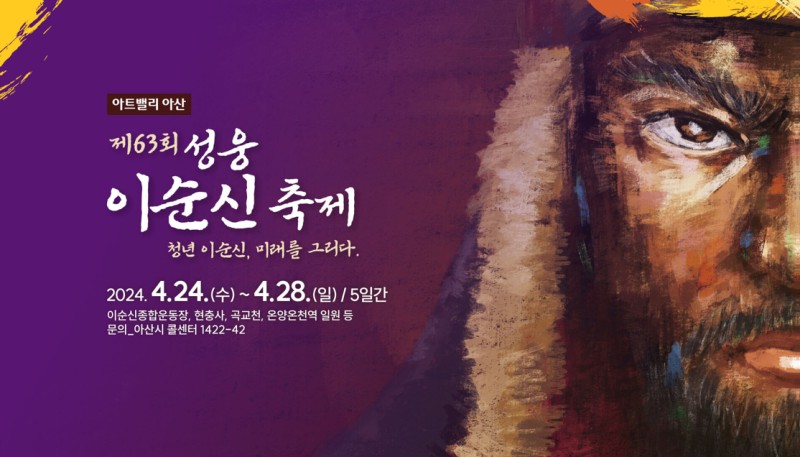 아트밸리 아산
제63회 성웅
이순신 축제
청년 이순신, 미래를 그리다.
2024. 4.24.(수) ~ 4.28.(일) / 5일간
이순신종합운동장, 현충사, 곡교천, 온양온천역 일원 등
문의_아산시 콜센터 1422-42